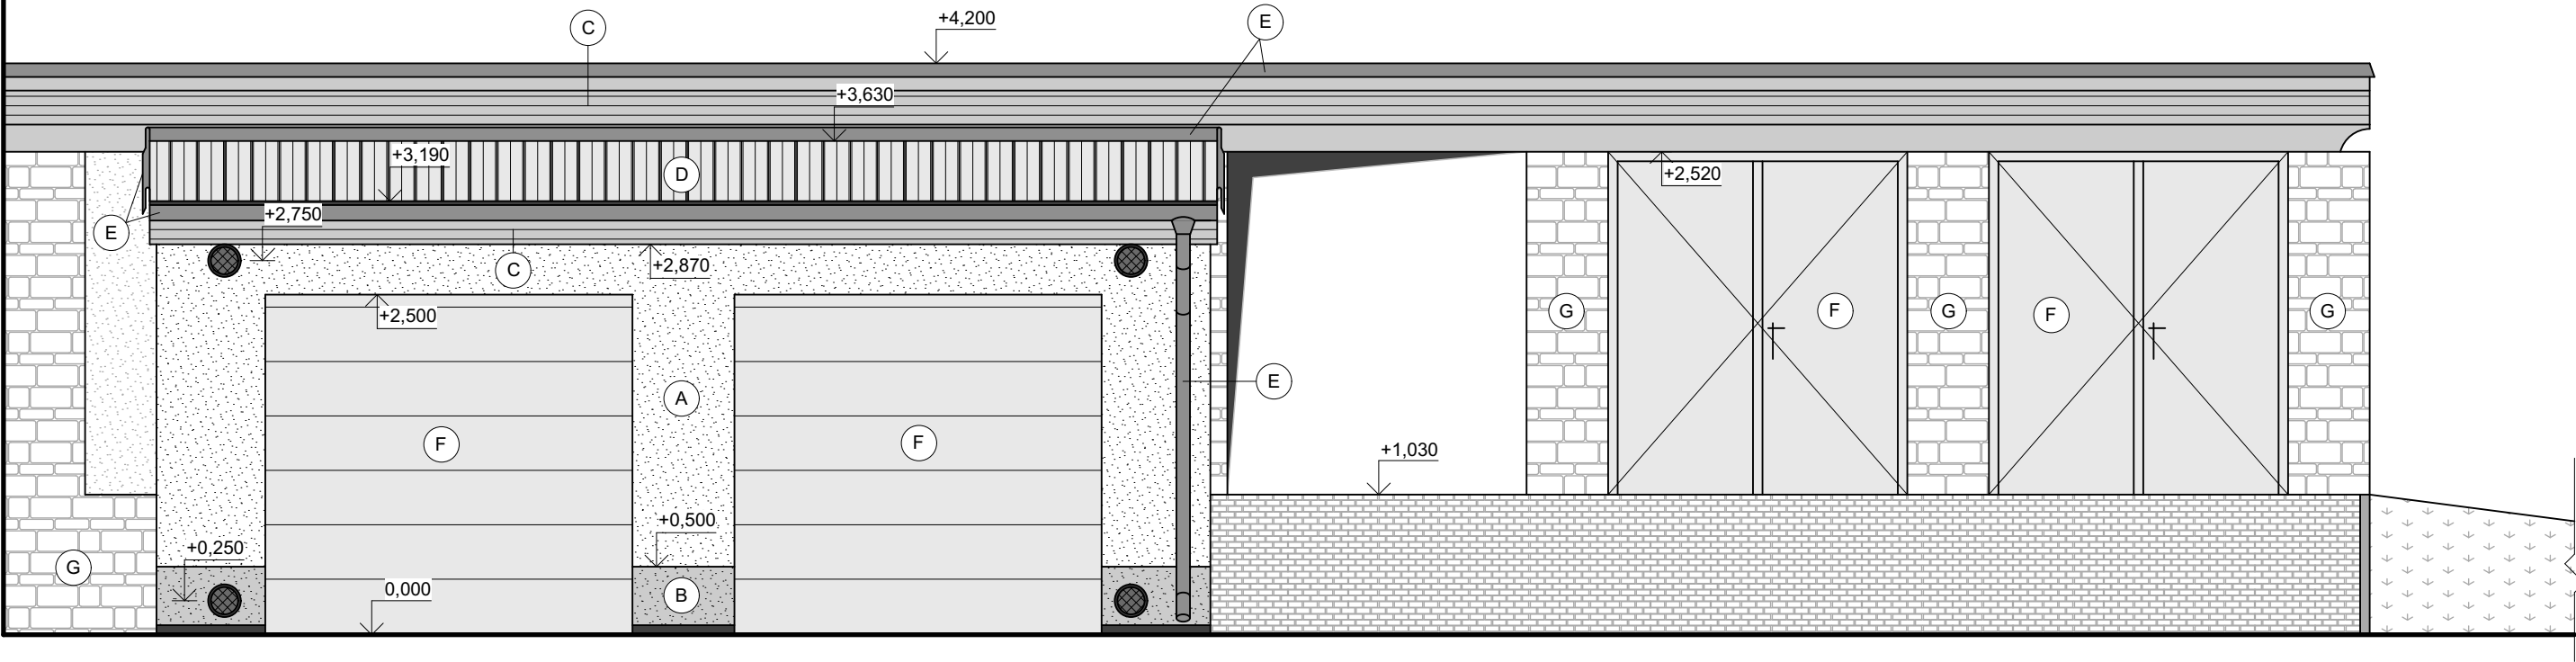 C
+4,200
E
+3,630
+3,190
D
+2,520
+2,750
E
C
+2,870
+2,500
G
F
G
F
G
A
E
F
F
+1,030
+0,500
+0,250
G
0,000
B